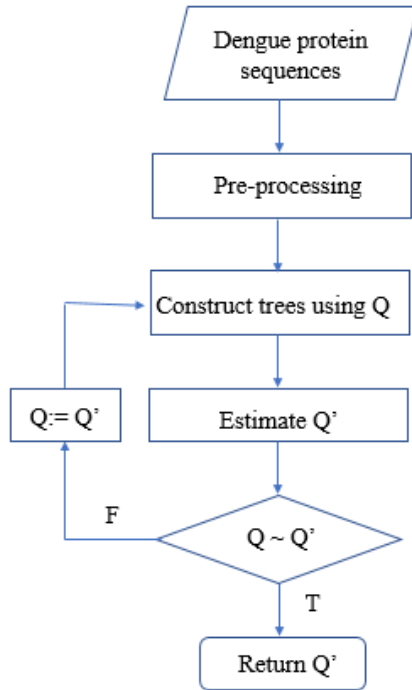 Dengue protein
sequences
Pre-processing
Construct trees using Q
Q:= Q’
Estimate Q’
F
Q ~ Q’
T
Return Q’